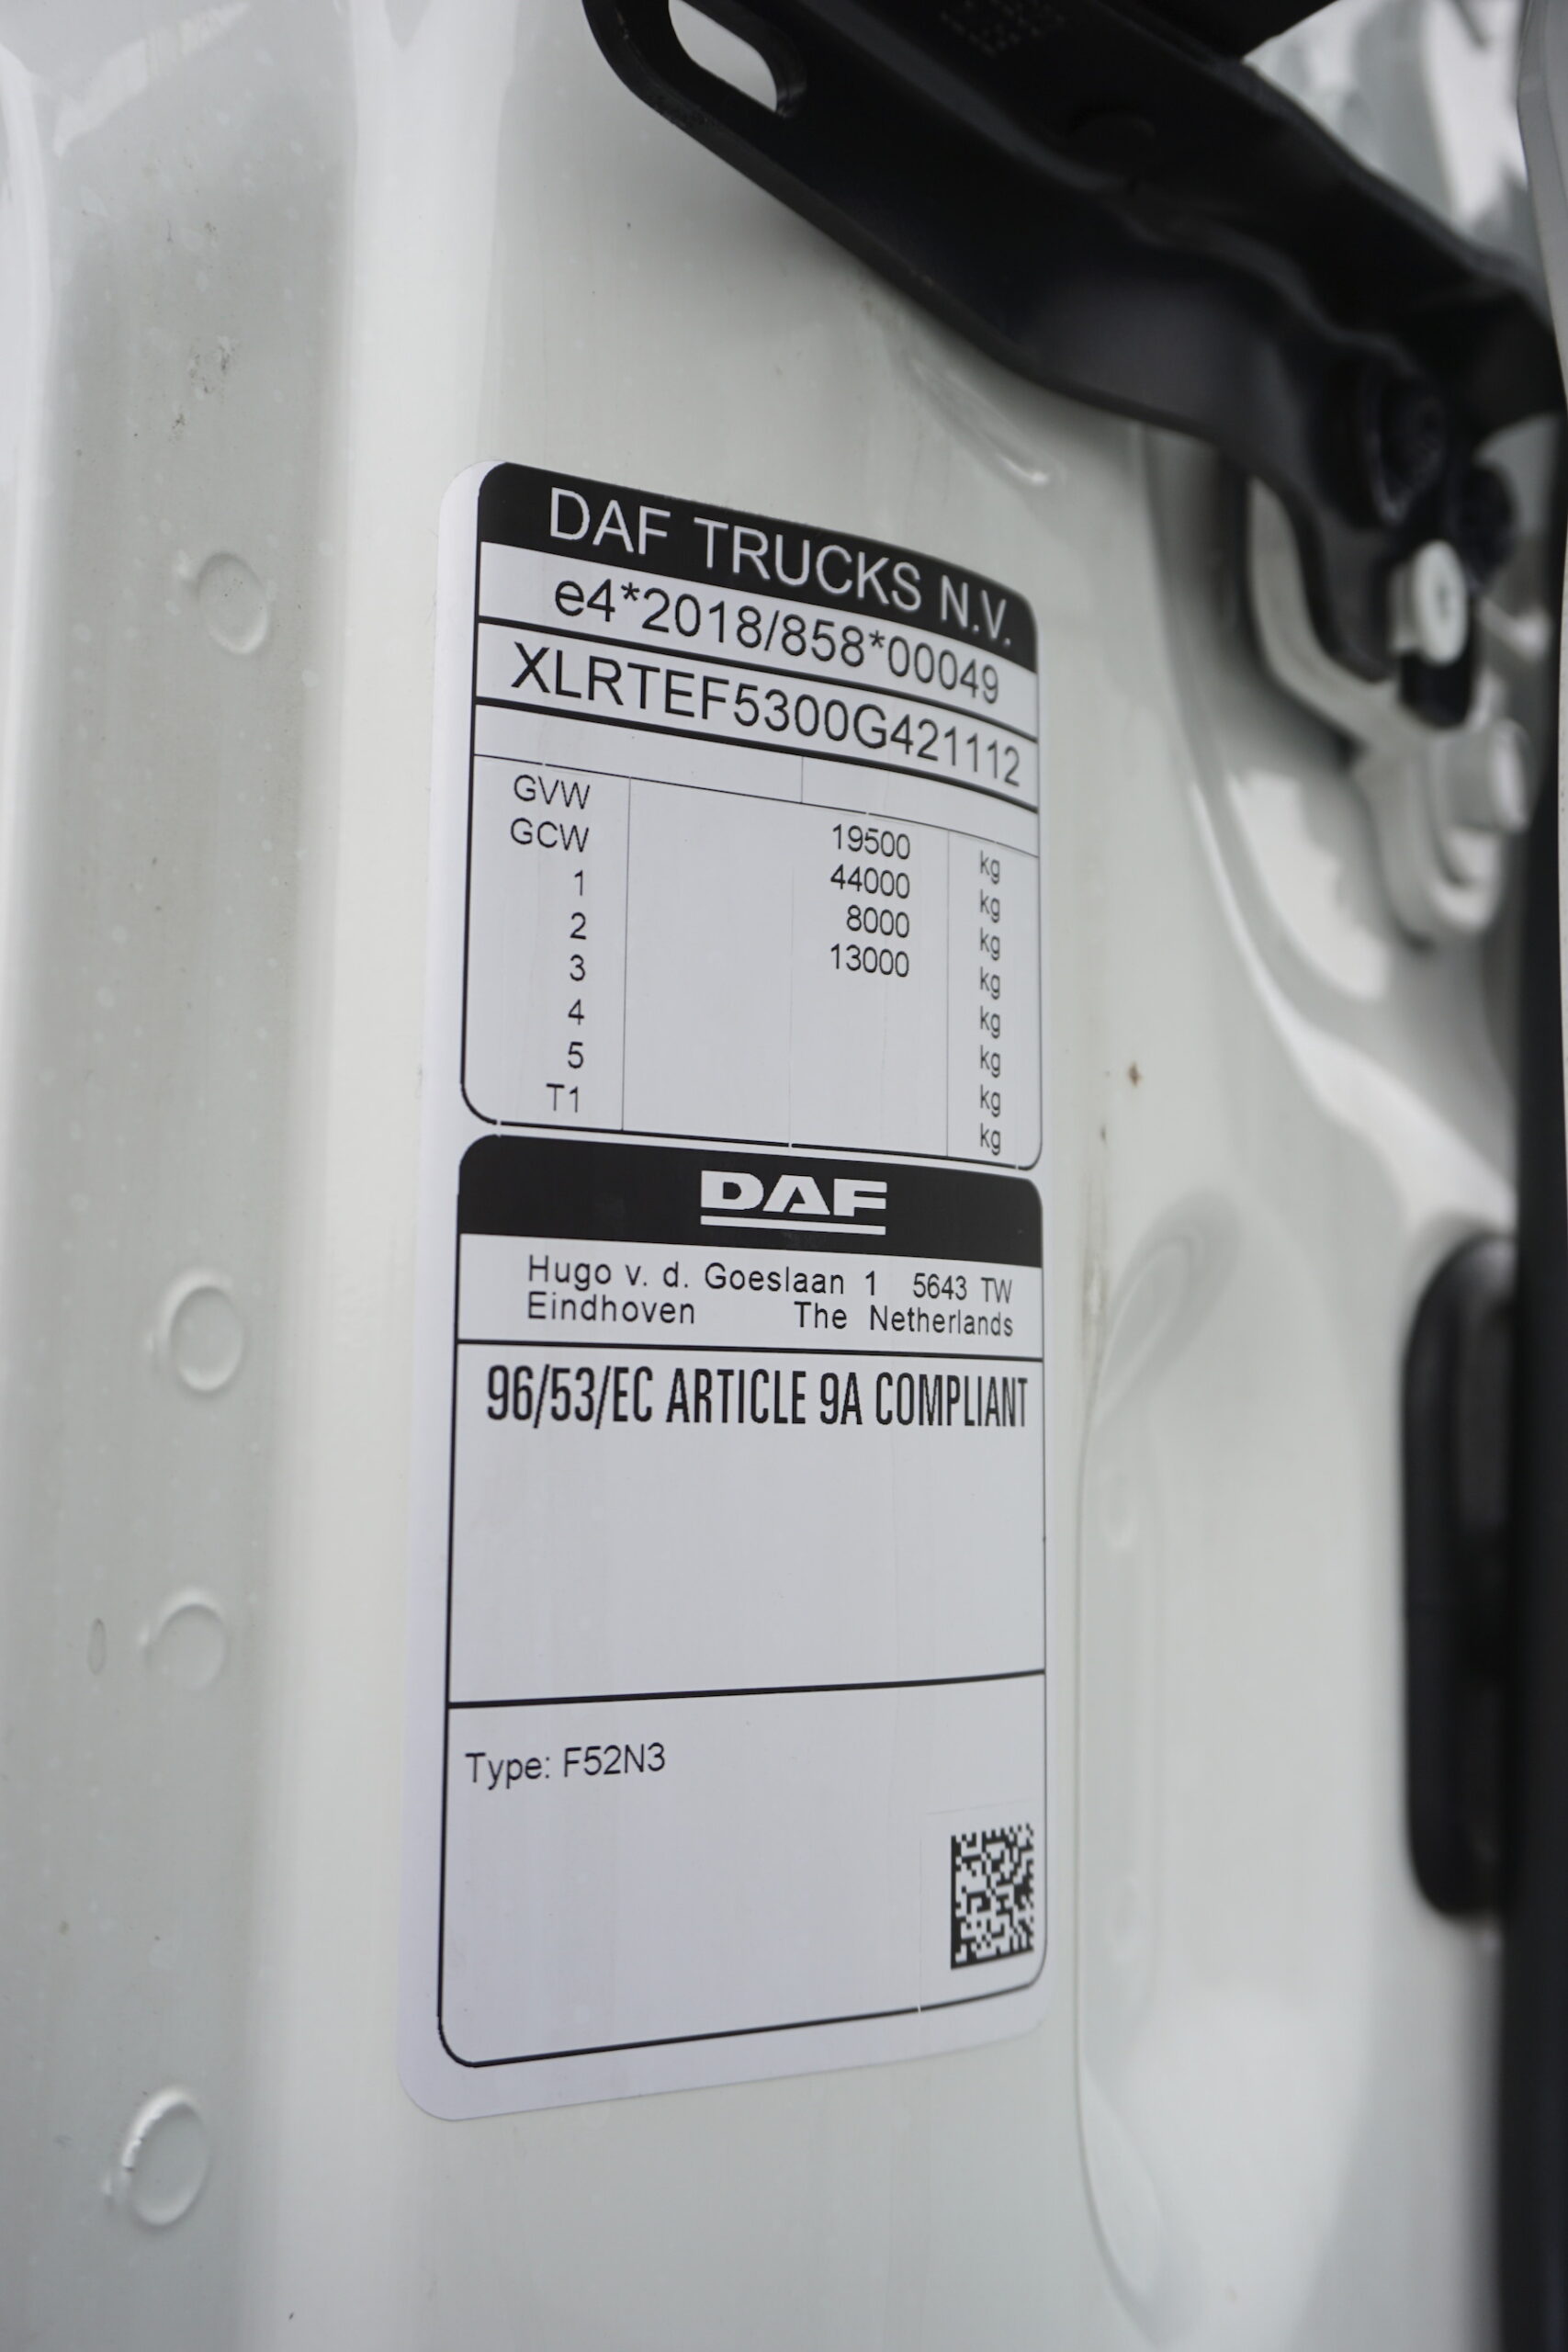 DAF TRUCKS N.V.
e4*2018/858*00049
XLRTEF5300G421112
GVW 19500 kg
GCW 44000 kg
1 8000 kg
2 13000 kg
3 kg
4 kg
5 kg
T1 kg
DAF
Hugo v. d. Goeslaan 1 5643 TW
Eindhoven The Netherlands
96/53/EC ARTICLE 9A COMPLIANT
Type: F52N3